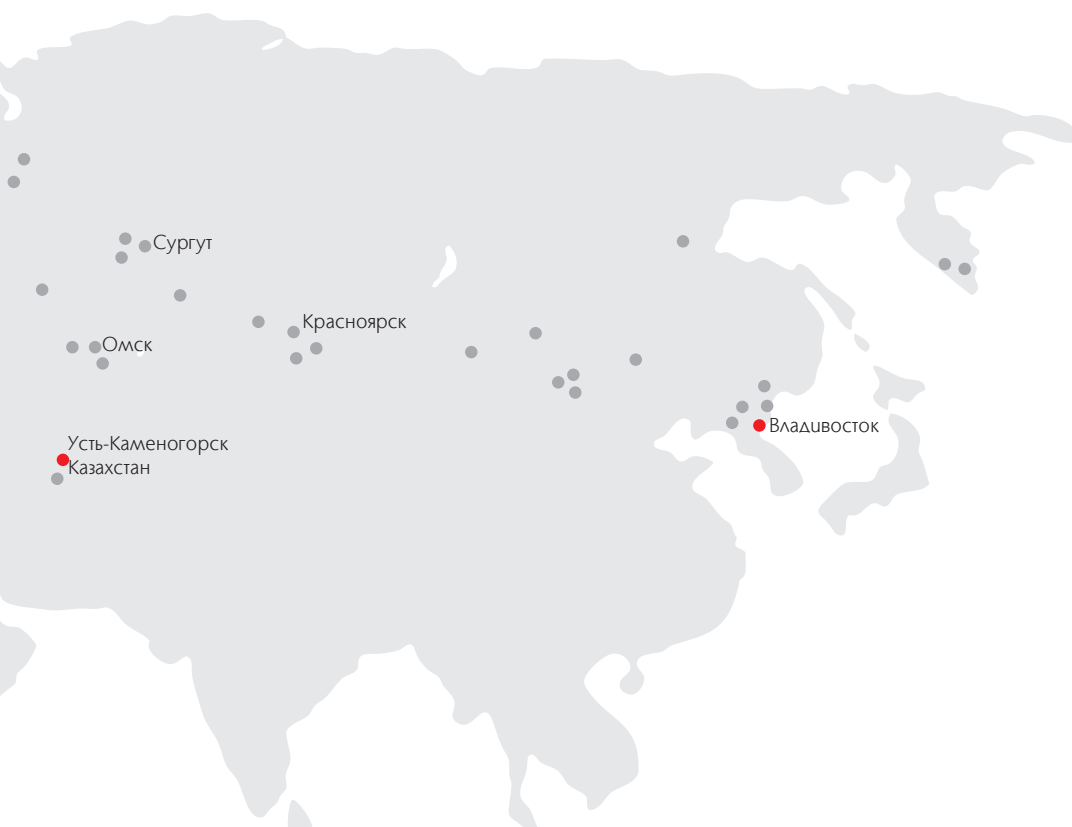 Сургут
Красноярск
Омск
Владивосток
Усть-Каменогорск
Казахстан